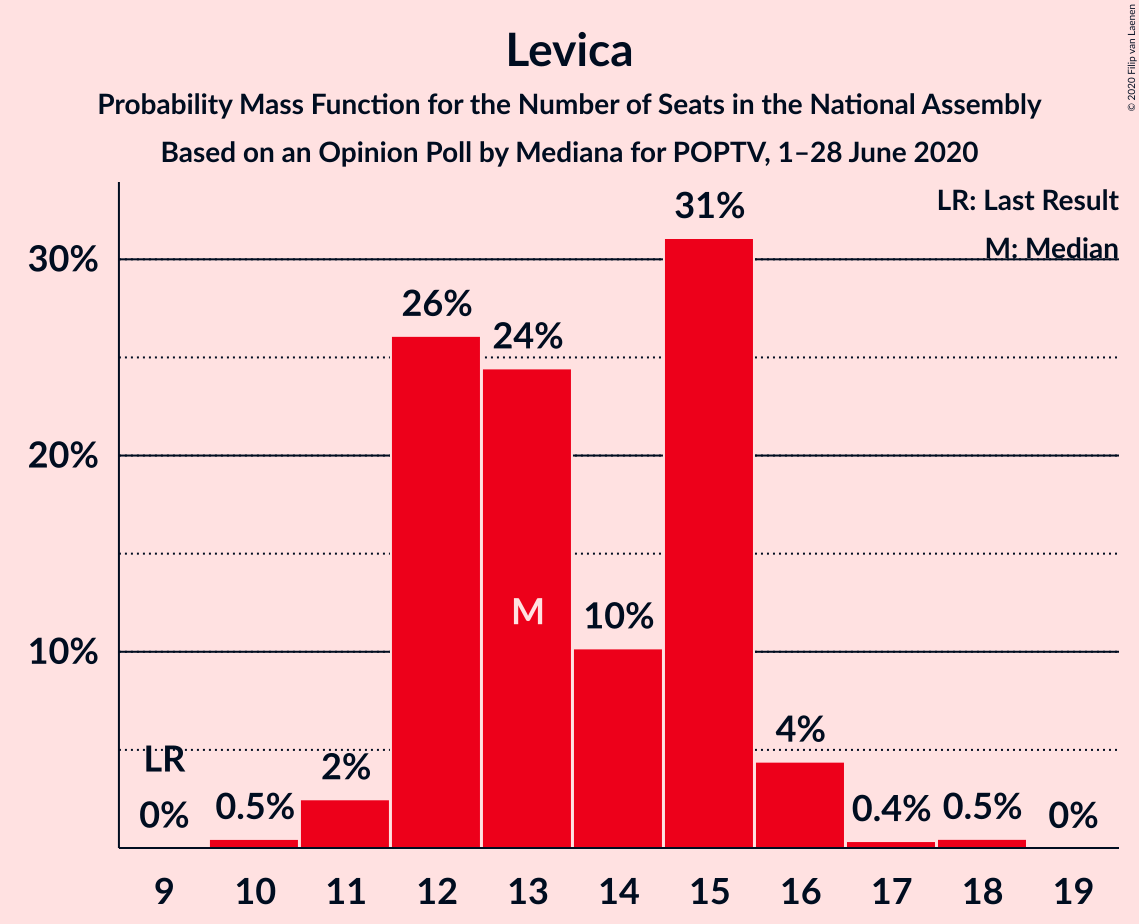 Levica
Probability Mass Function for the Number of Seats in the National Assembly
Based on an Opinion Poll by Mediana for POPTV, 1–28 June 2020
© 2020 Filip van Laenen
LR: Last Result
M: Median
30%
20%
10%
LR
0%
0.5%
2%
26%
24%
M
10%
31%
4%
0.4%
0.5%
0%
9 10 11 12 13 14 15 16 17 18 19